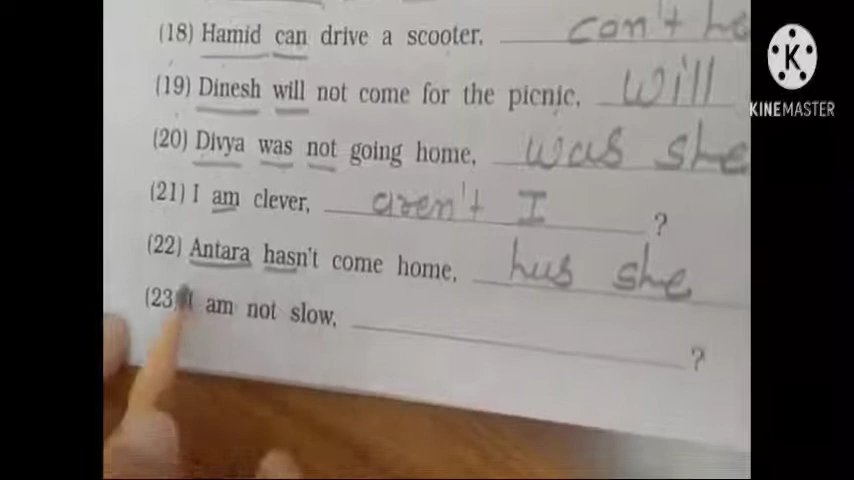 (18) Hamid can drive a scooter. can't he
(19) Dinesh will not come for the picnic, will
(20) Divya was not going home, was she
(21) I am clever, aren't I ?
(22) Antara hasn't come home, hus she
(23) I am not slow, ?
K
KINEMASTER